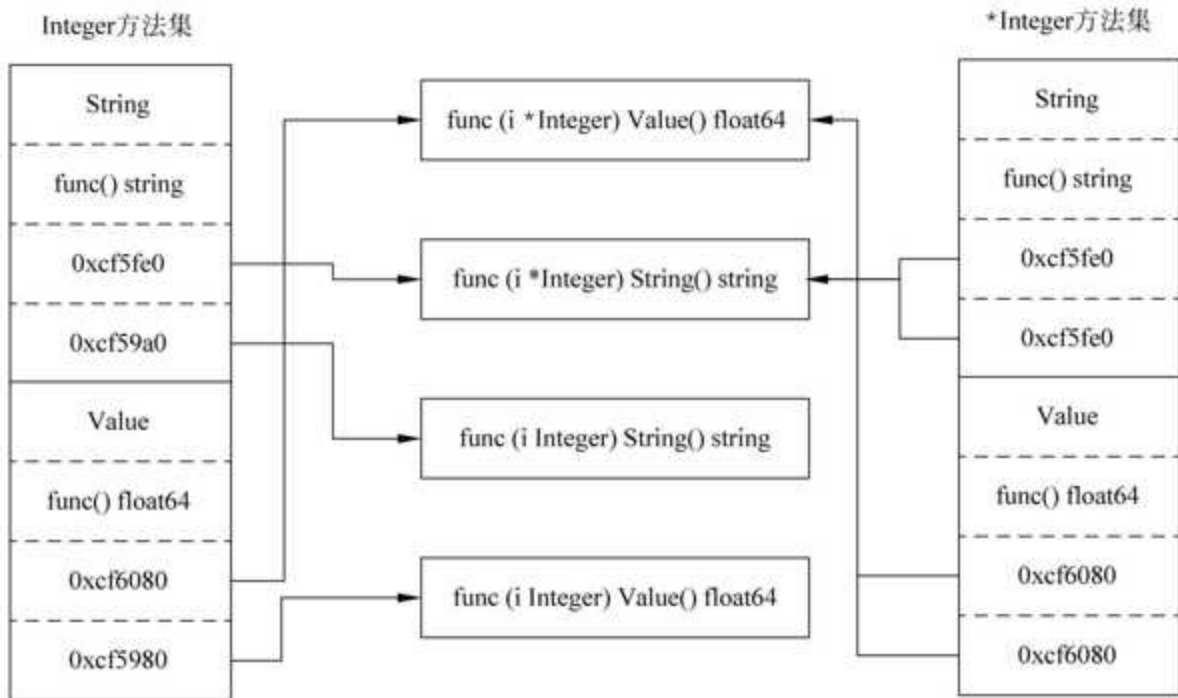 Integer方法集
String
func() string
0xcf5fe0
0xcf59a0
Value
func() float64
0xcf6080
0xcf5980
func (i *Integer) Value() float64
func (i *Integer) String() string
func (i Integer) String() string
func (i Integer) Value() float64
*Integer方法集
String
func() string
0xcf5fe0
0xcf5fe0
Value
func() float64
0xcf6080
0xcf6080